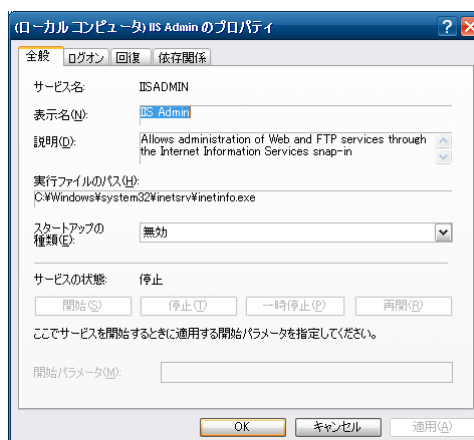 (ローカル コンピュータ) IIS Admin のプロパティ
全般 ログオン 回復 依存関係
サービス名: IISADMIN
表示名(N): IIS Admin
説明(D): Allows administration of Web and FTP services through
the Internet Information Services snap-in
実行ファイルのパス(H):
C:¥Windows¥system32¥inetsrv¥inetinfo.exe
スタートアップの
種類(E): 無効
サービスの状態: 停止
開始(S) 停止(T) 一時停止(P) 再開(R)
ここでサービスを開始するときに適用する開始パラメータを指定してください。
開始パラメータ(M):
OK キャンセル 適用(A)